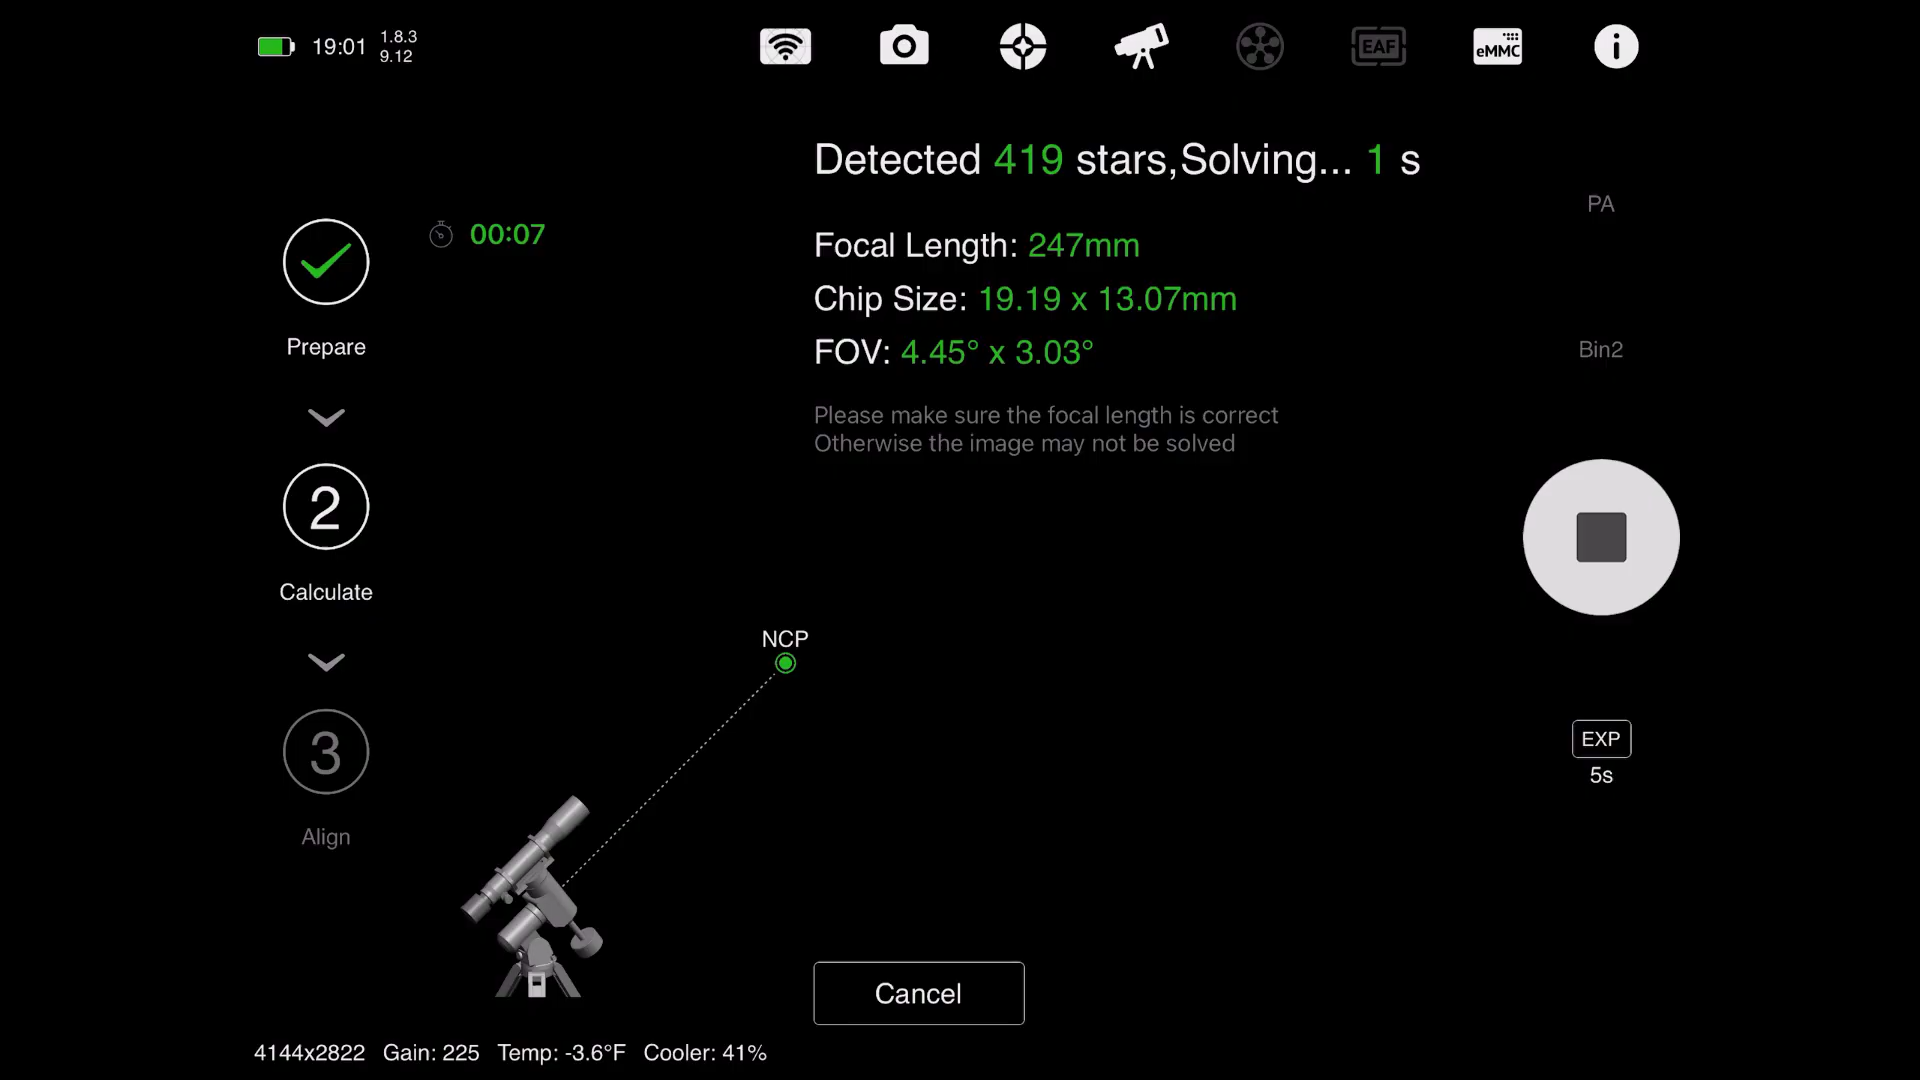 19:01
1.8.3
9.12
EAF
eMMC
i
Detected 419 stars,Solving... 1 s
Focal Length: 247mm
Chip Size: 19.19 x 13.07mm
FOV: 4.45° x 3.03°
Please make sure the focal length is correct
Otherwise the image may not be solved
00:07
Prepare
2
Calculate
3
Align
NCP
Cancel
PA
Bin2
EXP
5s
4144x2822 Gain: 225 Temp: -3.6°F Cooler: 41%